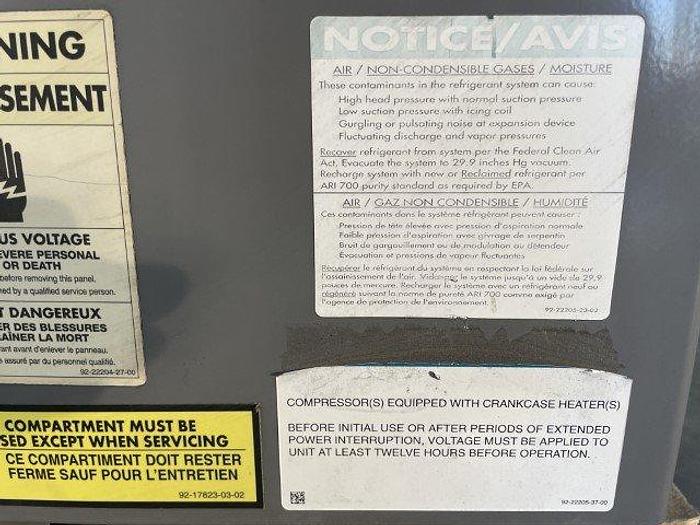 NING
SEMENT
US VOLTAGE
EVERE PERSONAL
OR DEATH
before removing this panel.
ned by a qualified service person.
T DANGEREUX
ER DES BLESSURES
RAÎNER LA MORT
rant avant d'enlever le panneau.
e assuré par du personnel qualifié.
92-22204-27-00
COMPARTMENT MUST BE
SED EXCEPT WHEN SERVICING
CE COMPARTIMENT DOIT RESTER
FERME SAUF POUR L'ENTRETIEN
92-17823-03-02
NOTICE/AVIS
AIR / NON-CONDENSIBLE GASES / MOISTURE
These contaminants in the refrigerant system can cause:
High head pressure with normal suction pressure
Low suction pressure with icing coil
Gurgling or pulsating noise at expansion device
Fluctuating discharge and vapor pressures
Recover refrigerant from system per the Federal Clean Air
Act, Evacuate the system to 29.9 inches Hg vacuum.
Recharge system with new or Reclaimed refrigerant per
ARI 700 purity standard as required by EPA.
AIR / GAZ NON CONDENSIBLE / HUMIDITÉ
Ces contaminants dans le système réfrigérant peuvent causer :
Pression de tête élevée avec pression d'aspiration normale
Faible pression d'aspiration avec givrage de serpentin
Bruit de gargouillement ou de modulation au détendeur
Évacuation et pressions de vapeur fluctuantes
Récupérer le réfrigérant du système en respectant la loi fédérale sur
l'assainissement de l'air. Vidanger le système jusqu'à un vide de 29.9
pouces de mercure. Recharger le système avec un réfrigérant neuf ou
régénéré suivant la norme de pureté ARI 700 comme exigé par
l'agence de protection de l'environnement.
92-22205-23-02
COMPRESSOR(S) EQUIPPED WITH CRANKCASE HEATER(S)
BEFORE INITIAL USE OR AFTER PERIODS OF EXTENDED
POWER INTERRUPTION, VOLTAGE MUST BE APPLIED TO
UNIT AT LEAST TWELVE HOURS BEFORE OPERATION.
92-22205-37-00